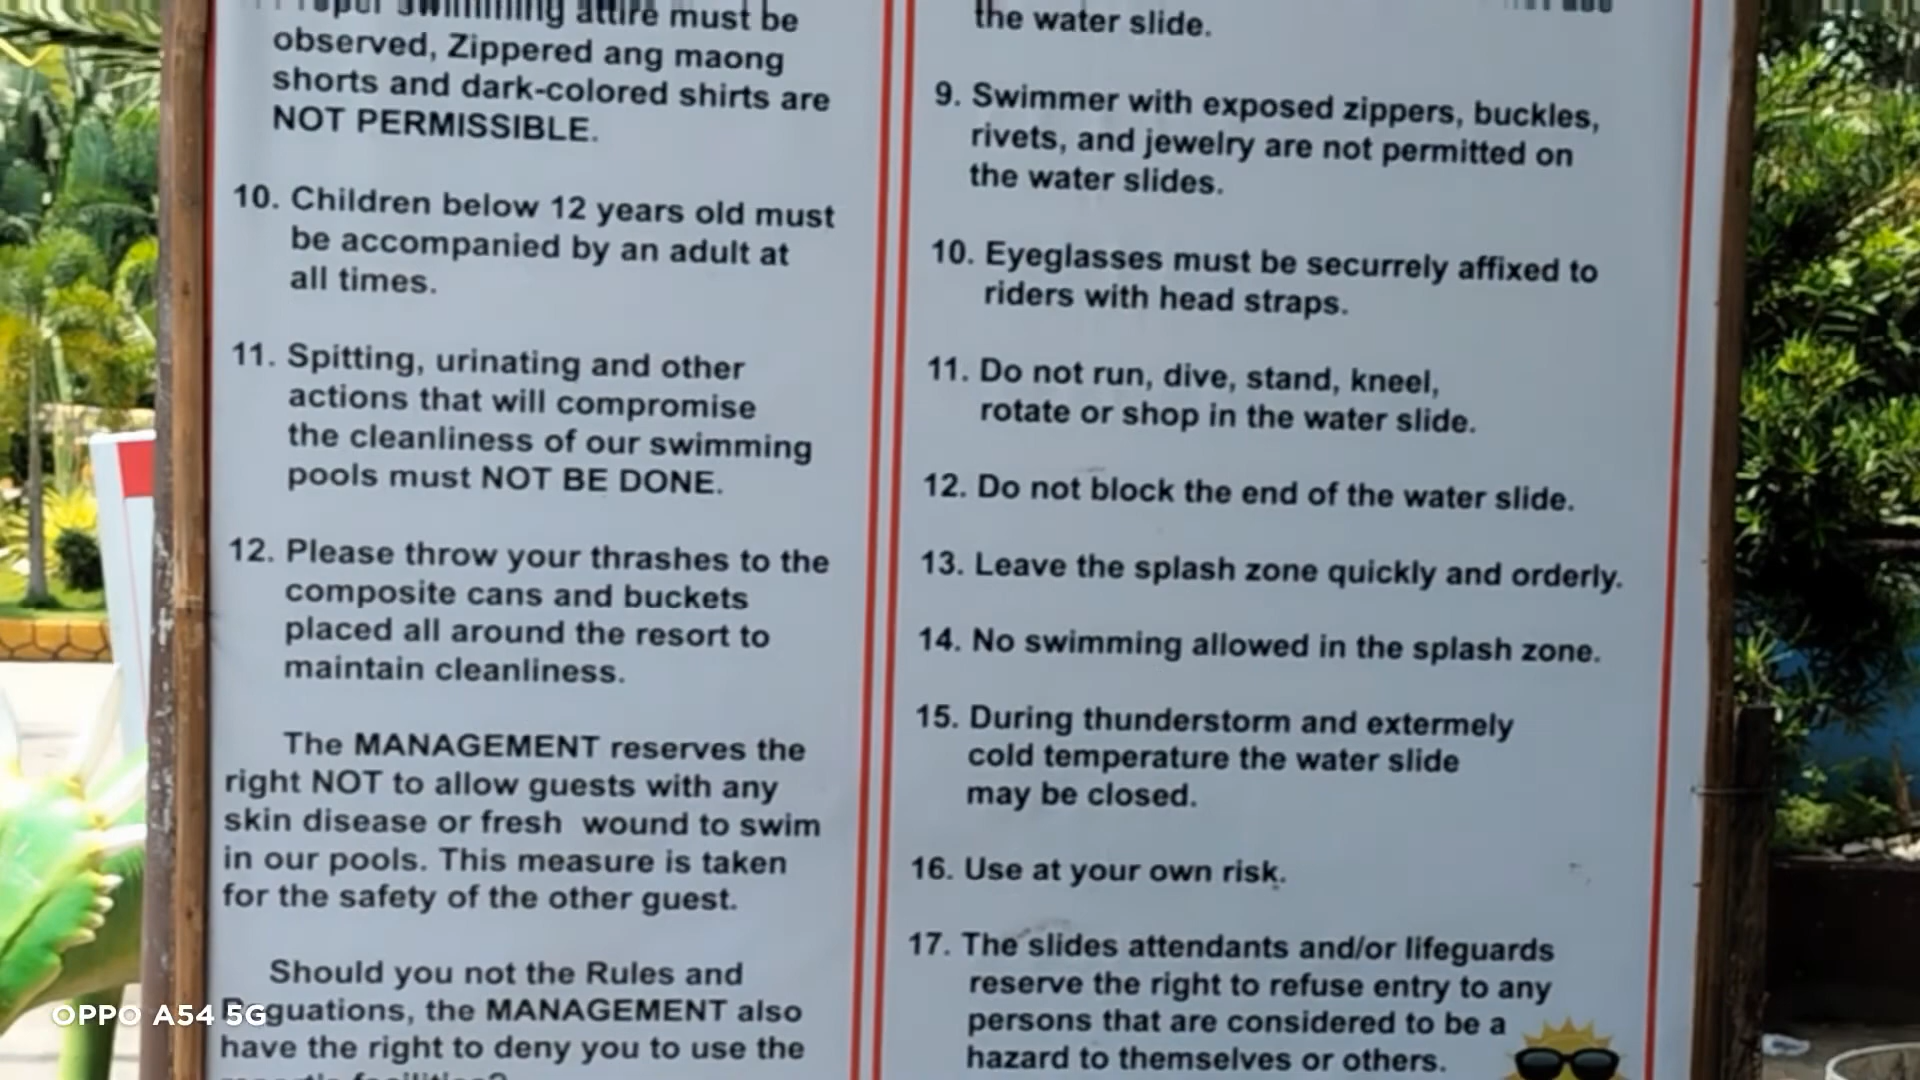 swimming attire must be
observed, Zippered ang maong
shorts and dark-colored shirts are
NOT PERMISSIBLE.
10. Children below 12 years old must
be accompanied by an adult at
all times.
11. Spitting, urinating and other
actions that will compromise
the cleanliness of our swimming
pools must NOT BE DONE.
12. Please throw your thrashes to the
composite cans and buckets
placed all around the resort to
maintain cleanliness.
The MANAGEMENT reserves the
right NOT to allow guests with any
skin disease or fresh wound to swim
in our pools. This measure is taken
for the safety of the other guest.
Should you not the Rules and
Reguations, the MANAGEMENT also
have the right to deny you to use the
the water slide.
9. Swimmer with exposed zippers, buckles,
rivets, and jewelry are not permitted on
the water slides.
10. Eyeglasses must be securrely affixed to
riders with head straps.
11. Do not run, dive, stand, kneel,
rotate or shop in the water slide.
12. Do not block the end of the water slide.
13. Leave the splash zone quickly and orderly.
14. No swimming allowed in the splash zone.
15. During thunderstorm and extermely
cold temperature the water slide
may be closed.
16. Use at your own risk.
17. The slides attendants and/or lifeguards
reserve the right to refuse entry to any
persons that are considered to be a
hazard to themselves or others.
OPPO A54 5G